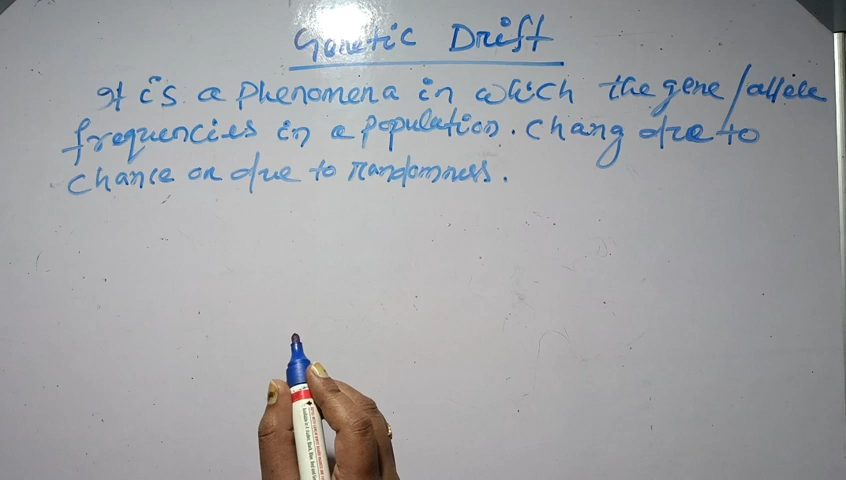 Genetic Drift
It is a Phenomena in which the gene/allele
frequencies in a population. Chang due to
Chance or due to randomness.